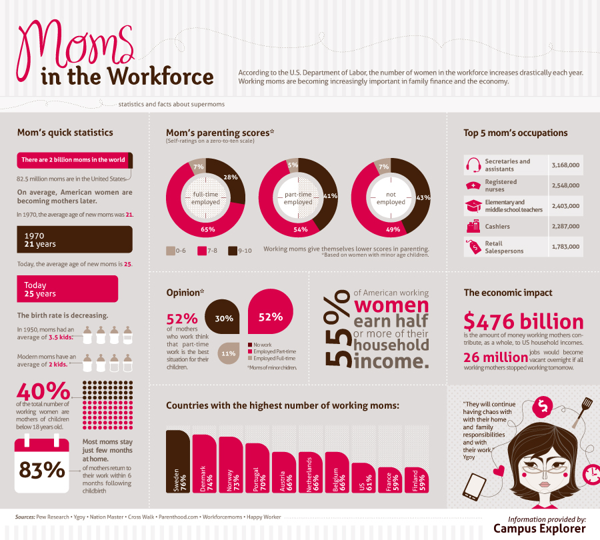 Moms
in the Workforce
According to the U.S. Department of Labor, the number of women in the workforce increases drastically each year.
Working moms are becoming increasingly important in family finance and the economy.
statistics and facts about supermoms
Mom's quick statistics
There are 2 billion moms in the world
82.5 million moms are in the United States
On average, American women are
becoming mothers later.
In 1970, the average age of new moms was 21.
1970
21 years
Today, the average age of new moms is 25.
Today
25 years
The birth rate is decreasing.
In 1950, moms had an
average of 3.5 kids:
Modern moms have an
average of 2 kids.
40%
of the total number of
working women are
mothers of children
below 18 years old.
83%
Most moms stay
just few months
at home.
of mothers return to
their work within 6
months following
childbirth
Mom's parenting scores*
(Self-ratings on a zero-to-ten scale)
7%
28%
full-time
employed
65%
5%
41%
part-time
employed
54%
7%
43%
not
employed
49%
0-6
7-8
9-10
Working moms give themselves lower scores in parenting.
*Based on women with minor age children.
Opinion*
52%
of mothers
who work think
that part-time
work is the best
situation for their
children.
30%
52%
11%
No work
Employed Part-time
Employed Full-time
*Moms of minor children.
55%
of American working
women
earn half
or more of their
household
income.
Countries with the highest number of working moms:
Sweden
76%
Denmark
74%
Norway
73%
Portugal
70%
Austria
66%
Netherlands
66%
Belgium
66%
US
61%
France
59%
Finland
59%
Top 5 mom's occupations
Secretaries and
assistants
3,168,000
Registered
nurses
2,548,000
Elementary and
middle school teachers
2,403,000
Cashiers
2,287,000
Retail
Salespersons
1,783,000
The economic impact
$476 billion
is the amount of money working mothers con-
tribute, as a whole, to US household incomes.
26 million jobs would become
vacant overnight if all
working mothers stopped working tomorrow.
"They will continue
having chaos with
with their home
and family
responsibilities
and with
their work."
Ygoy
$
Sources: Pew Research • Ygoy • Nation Master • Cross Walk • Parenthood.com • Workforcemoms • Happy Worker
Information provided by:
Campus Explorer